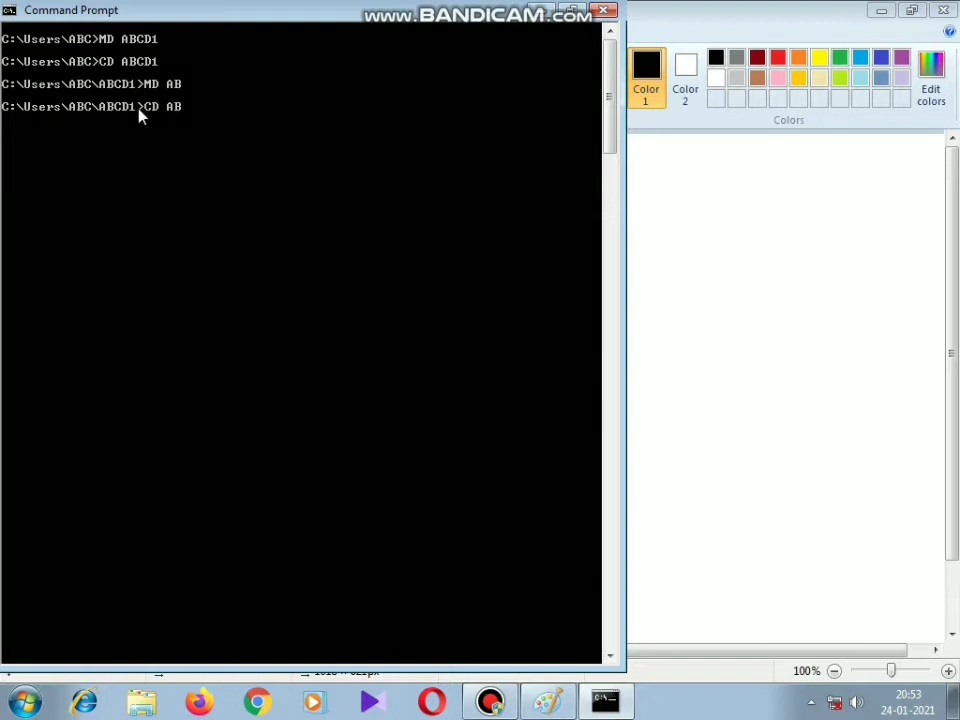 Command Prompt
www.BANDICAM.com
C:\Users\ABC>MD ABCD1
C:\Users\ABC>CD ABCD1
C:\Users\ABC\ABCD1>MD AB
C:\Users\ABC\ABCD1>CD AB
Color 1
Color 2
Edit colors
Colors
100%
20:53
24-01-2021